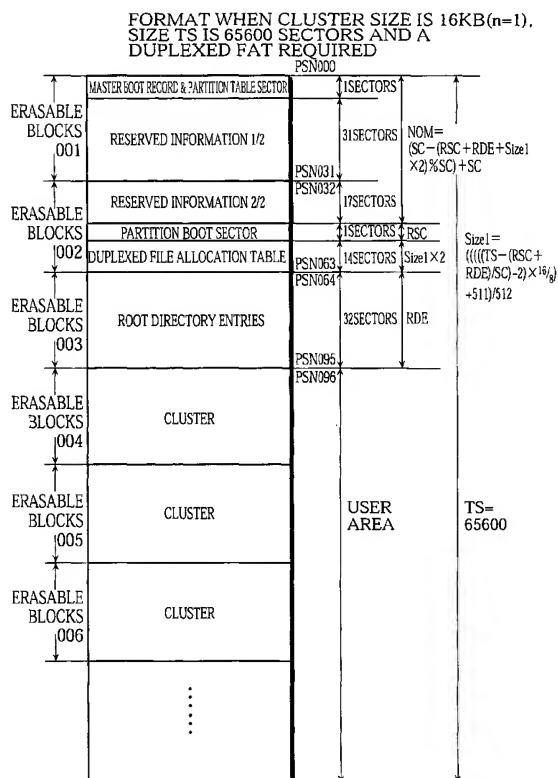 FORMAT WHEN CLUSTER SIZE IS 16KB(n=1),
SIZE TS IS 65600 SECTORS AND A
DUPLEXED FAT REQUIRED
PSN000
MASTER BOOT RECORD & PARTITION TABLE SECTOR
1SECTORS
ERASABLE
BLOCKS
001
RESERVED INFORMATION 1/2
31SECTORS
NOM=
(SC-(RSC+RDE+Size1
×2)%SC)+SC
PSN031
PSN032
RESERVED INFORMATION 2/2
17SECTORS
ERASABLE
BLOCKS
002
PARTITION BOOT SECTOR
1SECTORS
RSC
DUPLEXED FILE ALLOCATION TABLE
PSN063
14SECTORS
Size1×2
Size1=
(((((TS-(RSC+
RDE)/SC)-2)×16/8)
+511)/512
PSN064
ERASABLE
BLOCKS
003
ROOT DIRECTORY ENTRIES
32SECTORS
RDE
PSN095
PSN096
ERASABLE
BLOCKS
004
CLUSTER
ERASABLE
BLOCKS
005
CLUSTER
USER
AREA
TS=
65600
ERASABLE
BLOCKS
006
CLUSTER